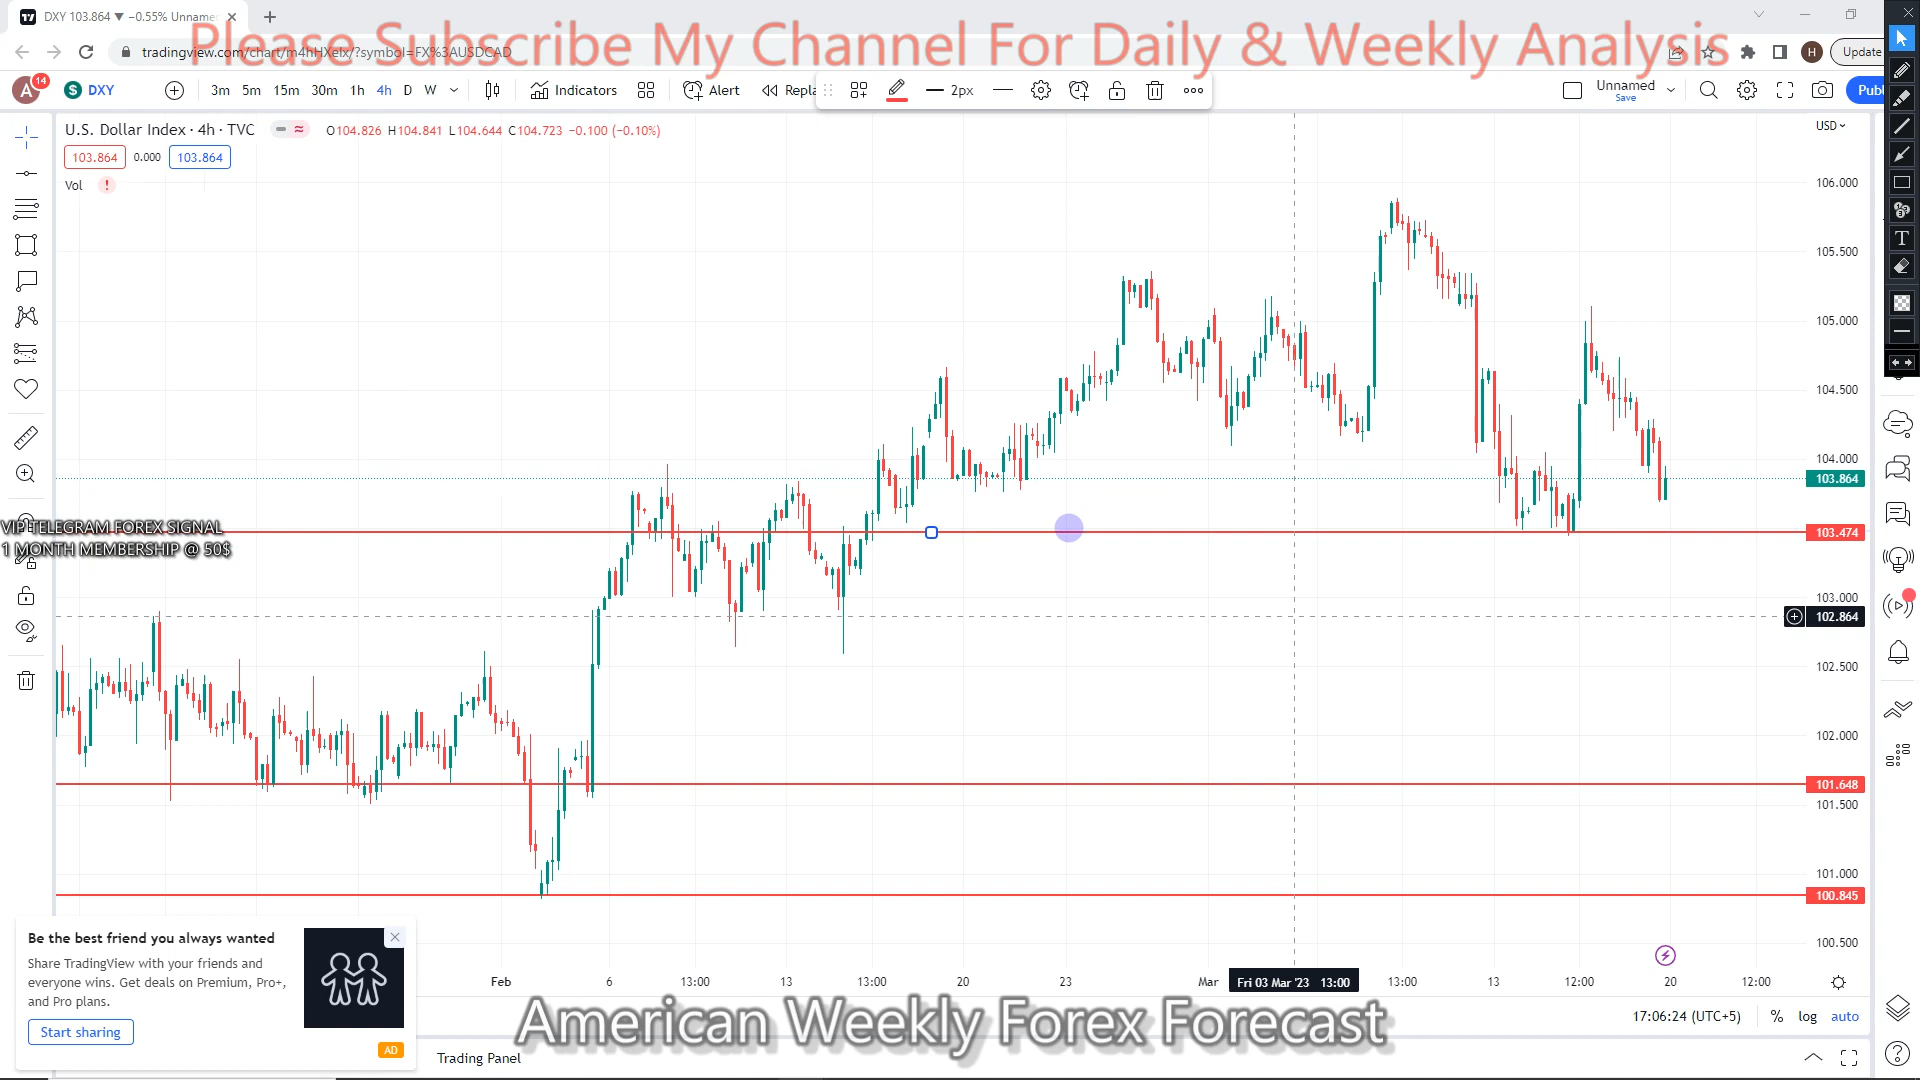 DXY 103.864 ▼ −0.55% Unname
Please Subscribe My Channel For Daily & Weekly Analysis
tradingview.com/chart/m4hHXeIx/?symbol=FX%3AUSDCAD
H
Update
A
14
S DXY
3m 5m 15m 30m 1h 4h D W
Indicators
Alert
Repla
2px
Unnamed
Save
Publ
U.S. Dollar Index · 4h · TVC
O104.826 H104.841 L104.644 C104.723 −0.100 (−0.10%)
USD
103.864 0.000 103.864
Vol !
106.000
105.500
105.000
104.500
104.000
103.864
VIP TELEGRAM FOREX SIGNAL
1 MONTH MEMBERSHIP @ 50$
103.474
103.000
102.864
102.500
102.000
101.648
101.500
101.000
100.845
100.500
Be the best friend you always wanted
Share TradingView with your friends and
everyone wins. Get deals on Premium, Pro+,
and Pro plans.
Start sharing
AD
Feb 6 13:00 13 13:00 20 23 Mar Fri 03 Mar '23 13:00 13:00 13 12:00 20 12:00
American Weekly Forex Forecast
17:06:24 (UTC+5) % log auto
Trading Panel